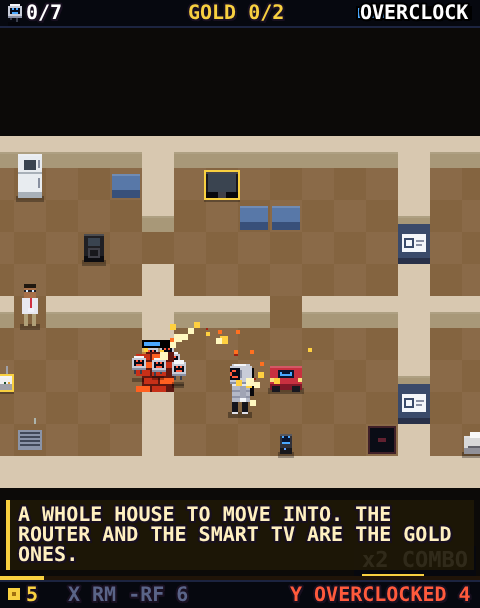 0/7
GOLD 0/2
OVERCLOCK
A WHOLE HOUSE TO MOVE INTO. THE
ROUTER AND THE SMART TV ARE THE GOLD
ONES.
x2 COMBO
5
X RM -RF 6
Y OVERCLOCKED 4